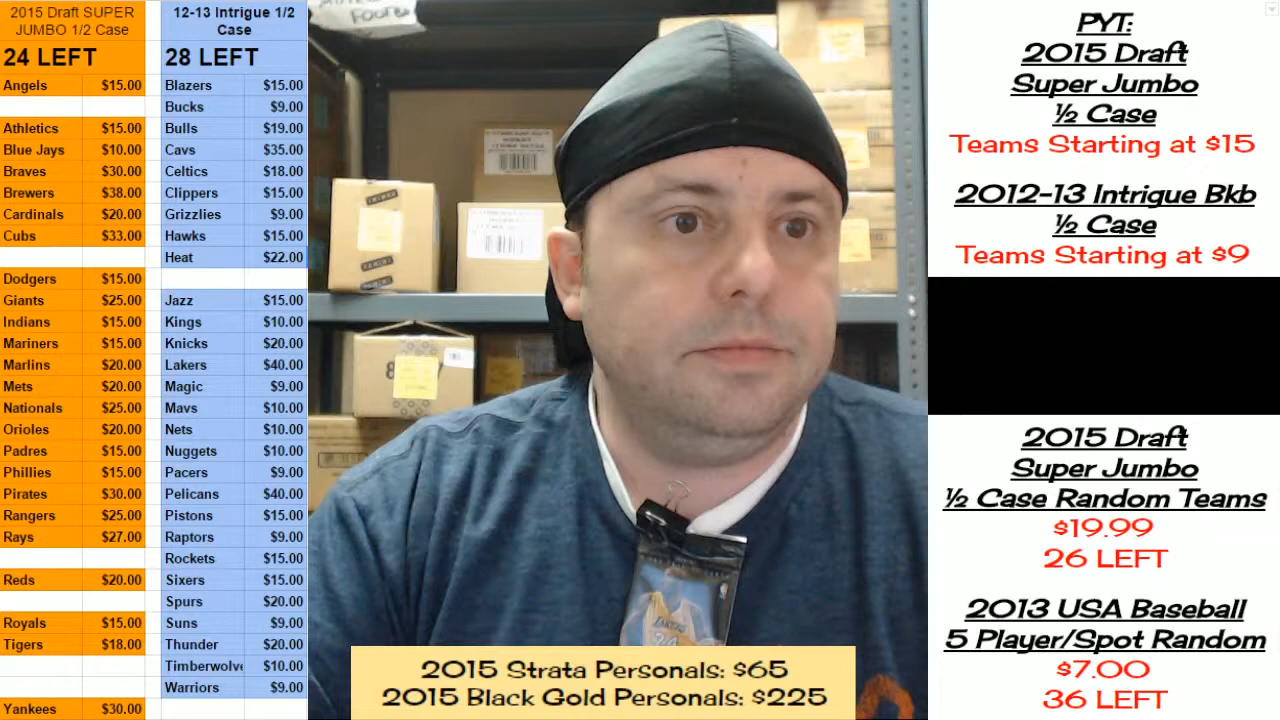 2015 Draft SUPER
JUMBO 1/2 Case
24 LEFT
Angels $15.00
Athletics $15.00
Blue Jays $10.00
Braves $30.00
Brewers $38.00
Cardinals $20.00
Cubs $33.00
Dodgers $15.00
Giants $25.00
Indians $15.00
Mariners $15.00
Marlins $20.00
Mets $20.00
Nationals $25.00
Orioles $20.00
Padres $15.00
Phillies $15.00
Pirates $30.00
Rangers $25.00
Rays $27.00
Reds $20.00
Royals $15.00
Tigers $18.00
Yankees $30.00
12-13 Intrigue 1/2
Case
28 LEFT
Blazers $15.00
Bucks $9.00
Bulls $19.00
Cavs $35.00
Celtics $18.00
Clippers $15.00
Grizzlies $9.00
Hawks $15.00
Heat $22.00
Jazz $15.00
Kings $10.00
Knicks $20.00
Lakers $40.00
Magic $9.00
Mavs $10.00
Nets $10.00
Nuggets $10.00
Pacers $9.00
Pelicans $40.00
Pistons $15.00
Raptors $9.00
Rockets $15.00
Sixers $15.00
Spurs $20.00
Suns $9.00
Thunder $20.00
Timberwolve $10.00
Warriors $9.00
PYT:
2015 Draft
Super Jumbo
½ Case
Teams Starting at $15
2012-13 Intrigue Bkb
½ Case
Teams Starting at $9
2015 Draft
Super Jumbo
½ Case Random Teams
$19.99
26 LEFT
2013 USA Baseball
5 Player/Spot Random
$7.00
36 LEFT
2015 Strata Personals: $65
2015 Black Gold Personals: $225